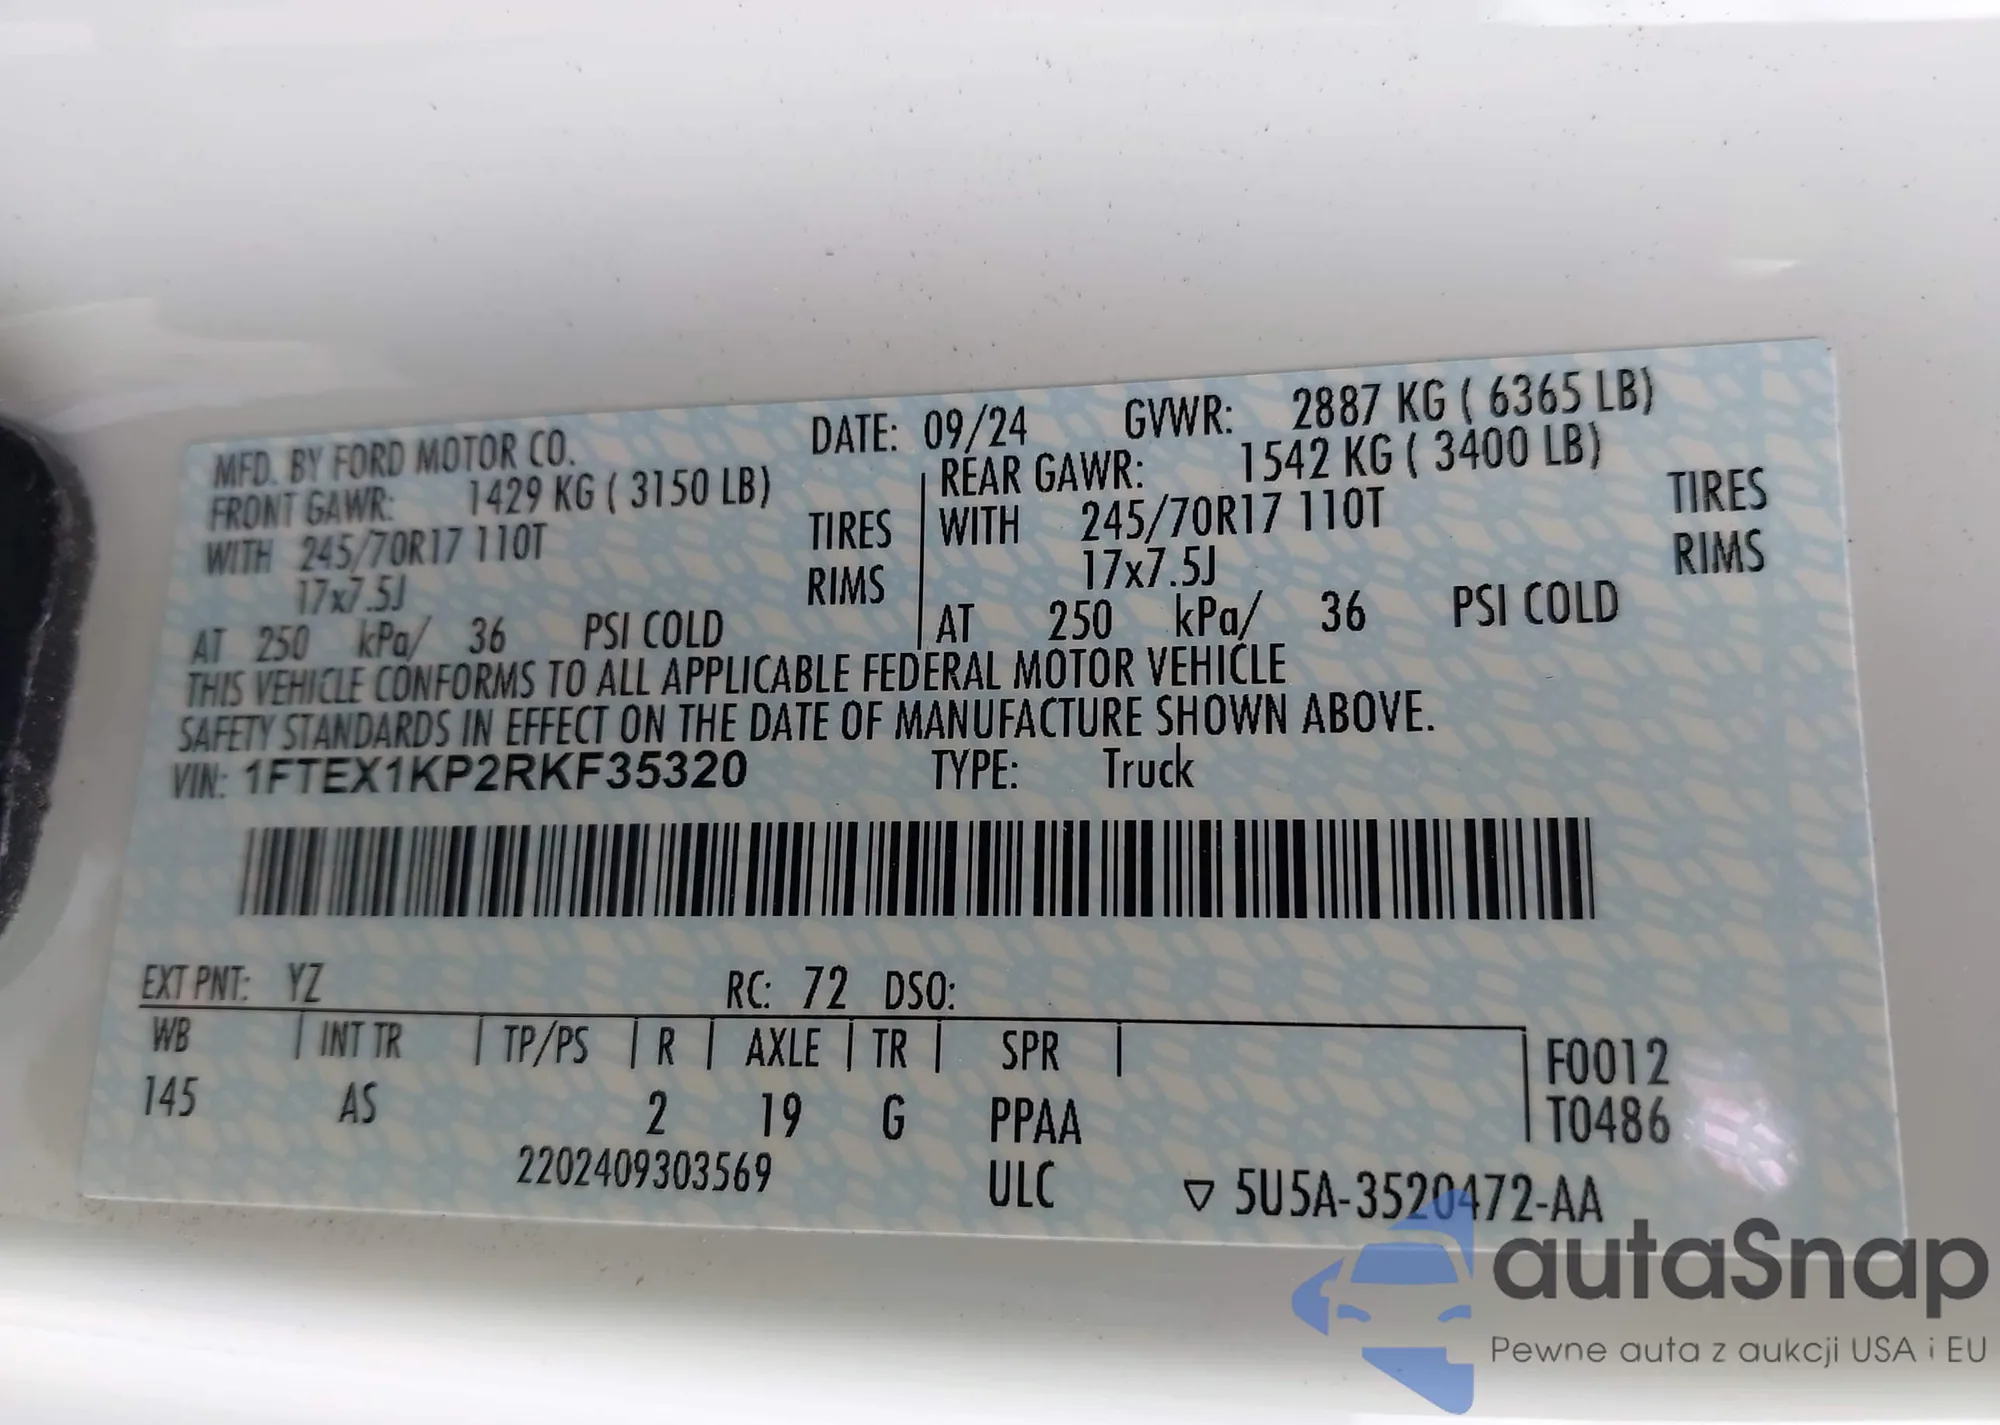 MFD. BY FORD MOTOR CO. DATE: 09/24 GVWR: 2887 KG ( 6365 LB)
FRONT GAWR: 1429 KG ( 3150 LB) REAR GAWR: 1542 KG ( 3400 LB)
WITH 245/70R17 110T TIRES WITH 245/70R17 110T TIRES
17x7.5J RIMS 17x7.5J RIMS
AT 250 kPa/ 36 PSI COLD AT 250 kPa/ 36 PSI COLD
THIS VEHICLE CONFORMS TO ALL APPLICABLE FEDERAL MOTOR VEHICLE
SAFETY STANDARDS IN EFFECT ON THE DATE OF MANUFACTURE SHOWN ABOVE.
VIN: 1FTEX1KP2RKF35320 TYPE: Truck
EXT PNT: YZ RC: 72 DSO:
WB INT TR TP/PS R AXLE TR SPR F0012
145 AS 2 19 G PPAA T0486
2202409303569 ULC ▽ 5U5A-3520472-AA
autaSnap
Pewne auta z aukcji USA i EU